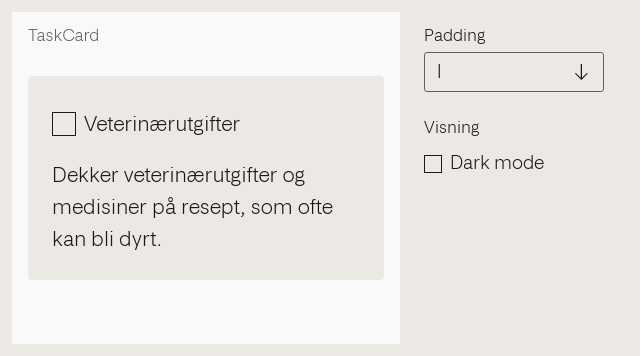 TaskCard
Veterinærutgifter
Dekker veterinærutgifter og
medisiner på resept, som ofte
kan bli dyrt.
Padding
l
Visning
Dark mode